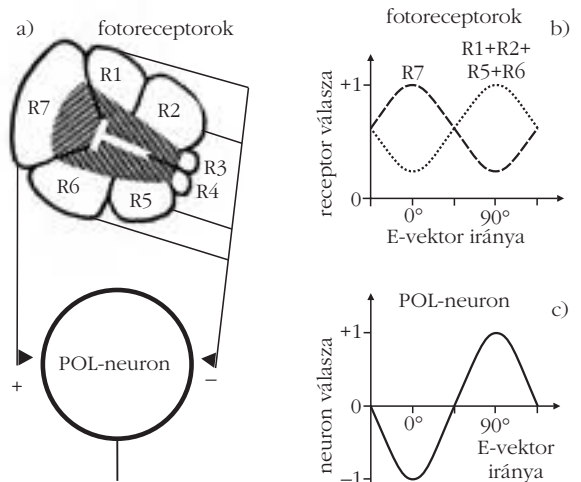 a)
fotoreceptorok
R1
R2
R7
R3
R4
R6
R5
POL-neuron
+
–
fotoreceptorok
b)
R1+R2+
R5+R6
R7
+1
0
receptor válasza
0°
90°
E-vektor iránya
POL-neuron
c)
+1
0
–1
neuron válasza
0°
90°
E-vektor
iránya